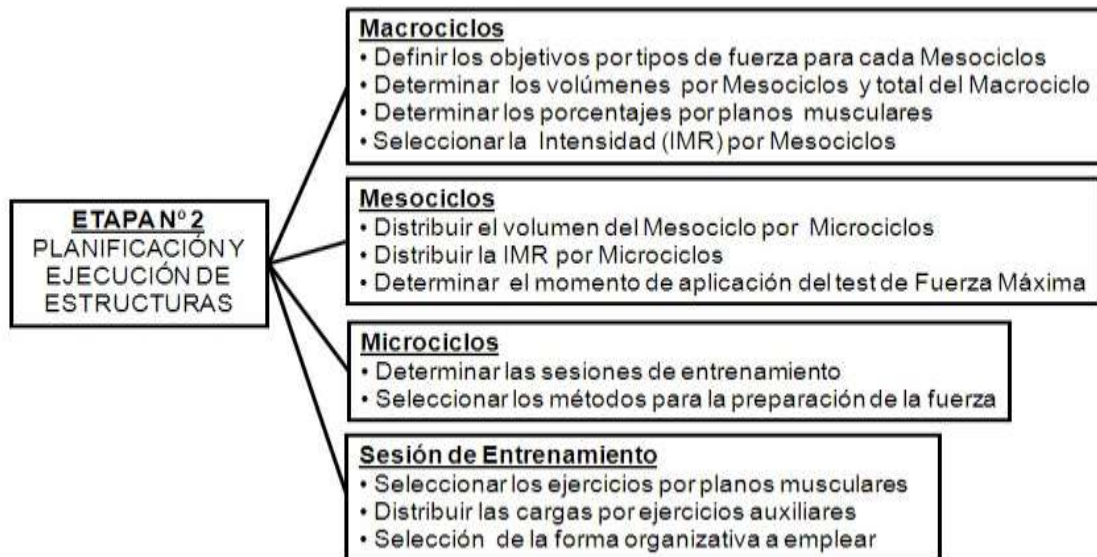 ETAPA Nº 2
PLANIFICACIÓN Y
EJECUCIÓN DE
ESTRUCTURAS
Macrociclos
• Definir los objetivos por tipos de fuerza para cada Mesociclos
• Determinar los volúmenes por Mesociclos y total del Macrociclo
• Determinar los porcentajes por planos musculares
• Seleccionar la Intensidad (IMR) por Mesociclos
Mesociclos
• Distribuir el volumen del Mesociclo por Microciclos
• Distribuir la IMR por Microciclos
• Determinar el momento de aplicación del test de Fuerza Máxima
Microciclos
• Determinar las sesiones de entrenamiento
• Seleccionar los métodos para la preparación de la fuerza
Sesión de Entrenamiento
• Seleccionar los ejercicios por planos musculares
• Distribuir las cargas por ejercicios auxiliares
• Selección de la forma organizativa a emplear